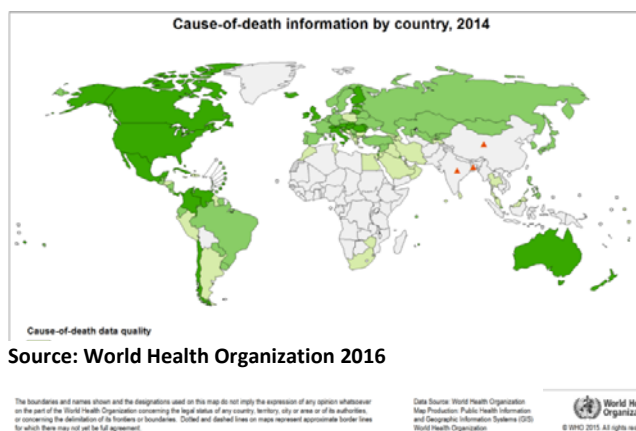 Cause-of-death information by country, 2014
Cause-of-death data quality
Source: World Health Organization 2016
The boundaries and names shown and the designations used on this map do not imply the expression of any opinion whatsoever
on the part of the World Health Organization concerning the legal status of any country, territory, city or area or of its authorities,
or concerning the delimitation of its frontiers or boundaries. Dotted and dashed lines on maps represent approximate border lines
for which there may not yet be full agreement.
Data Source: World Health Organization
Map Production: Public Health Information
and Geographic Information Systems (GIS)
World Health Organization
World He
Organiza
© WHO 2015. All rights rese